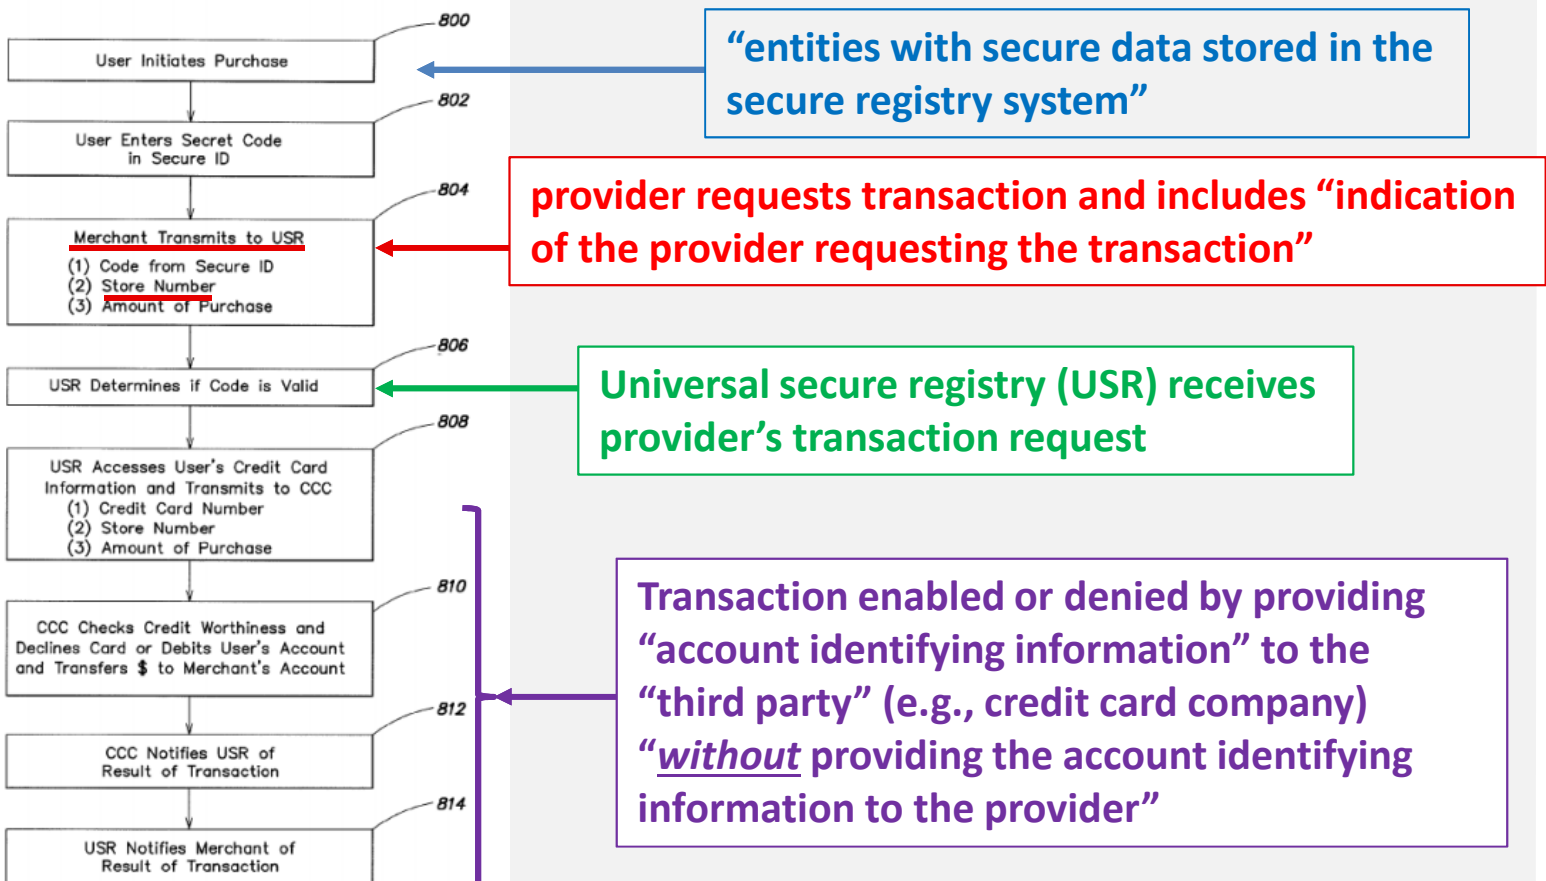 800
User Initiates Purchase
802
User Enters Secret Code
in Secure ID
804
Merchant Transmits to USR
(1) Code from Secure ID
(2) Store Number
(3) Amount of Purchase
806
USR Determines if Code is Valid
808
USR Accesses User's Credit Card
Information and Transmits to CCC
(1) Credit Card Number
(2) Store Number
(3) Amount of Purchase
810
CCC Checks Credit Worthiness and
Declines Card or Debits User's Account
and Transfers $ to Merchant's Account
812
CCC Notifies USR of
Result of Transaction
814
USR Notifies Merchant of
Result of Transaction
“entities with secure data stored in the
secure registry system”
provider requests transaction and includes “indication
of the provider requesting the transaction”
Universal secure registry (USR) receives
provider’s transaction request
Transaction enabled or denied by providing
“account identifying information” to the
“third party” (e.g., credit card company)
“without providing the account identifying
information to the provider”